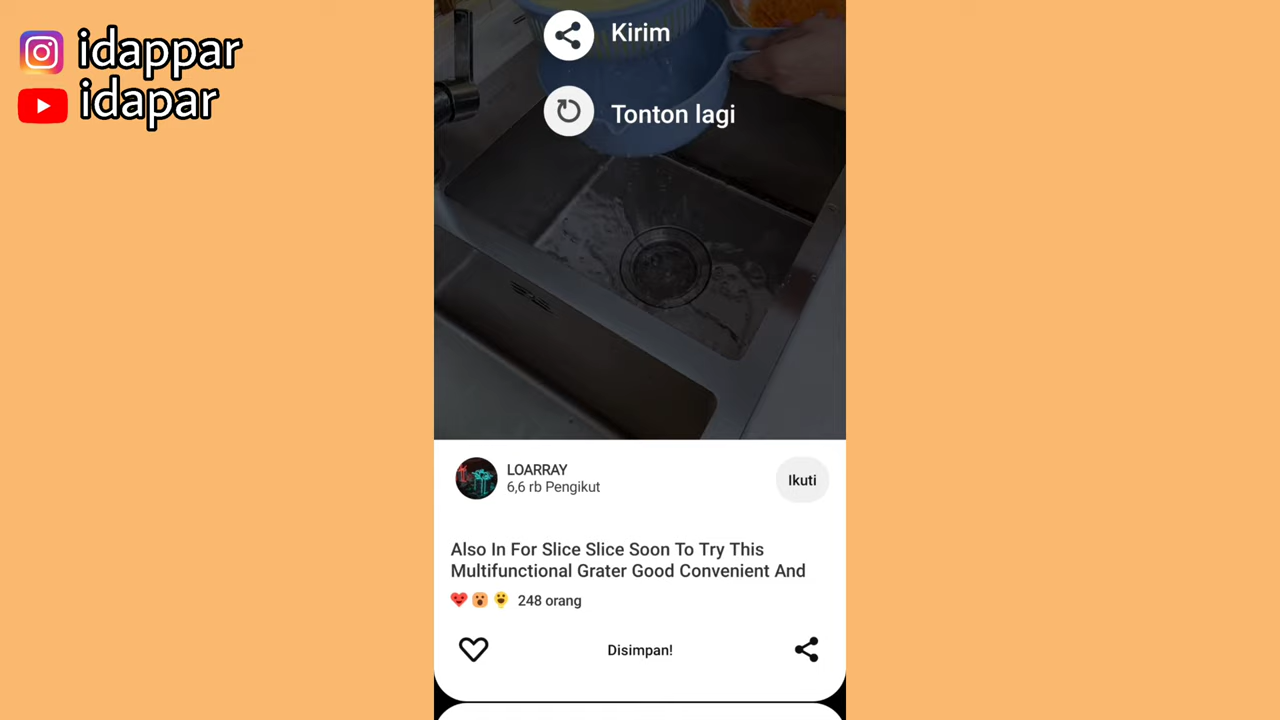 idappar
idapar
Kirim
Tonton lagi
LOARRAY
6,6 rb Pengikut
Ikuti
Also In For Slice Slice Soon To Try This
Multifunctional Grater Good Convenient And
248 orang
Disimpan!